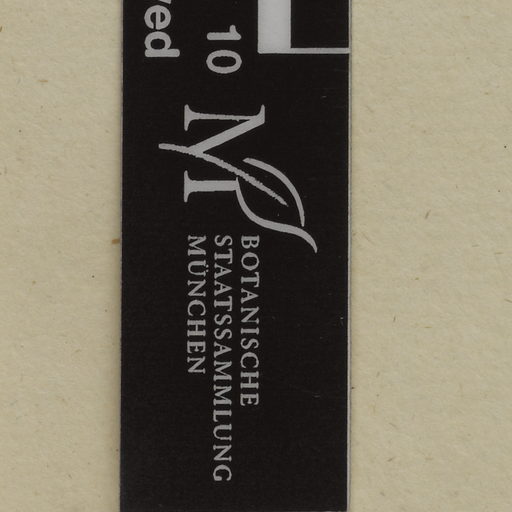 10
BOTANISCHE
STAATSSAMMLUNG
MÜNCHEN